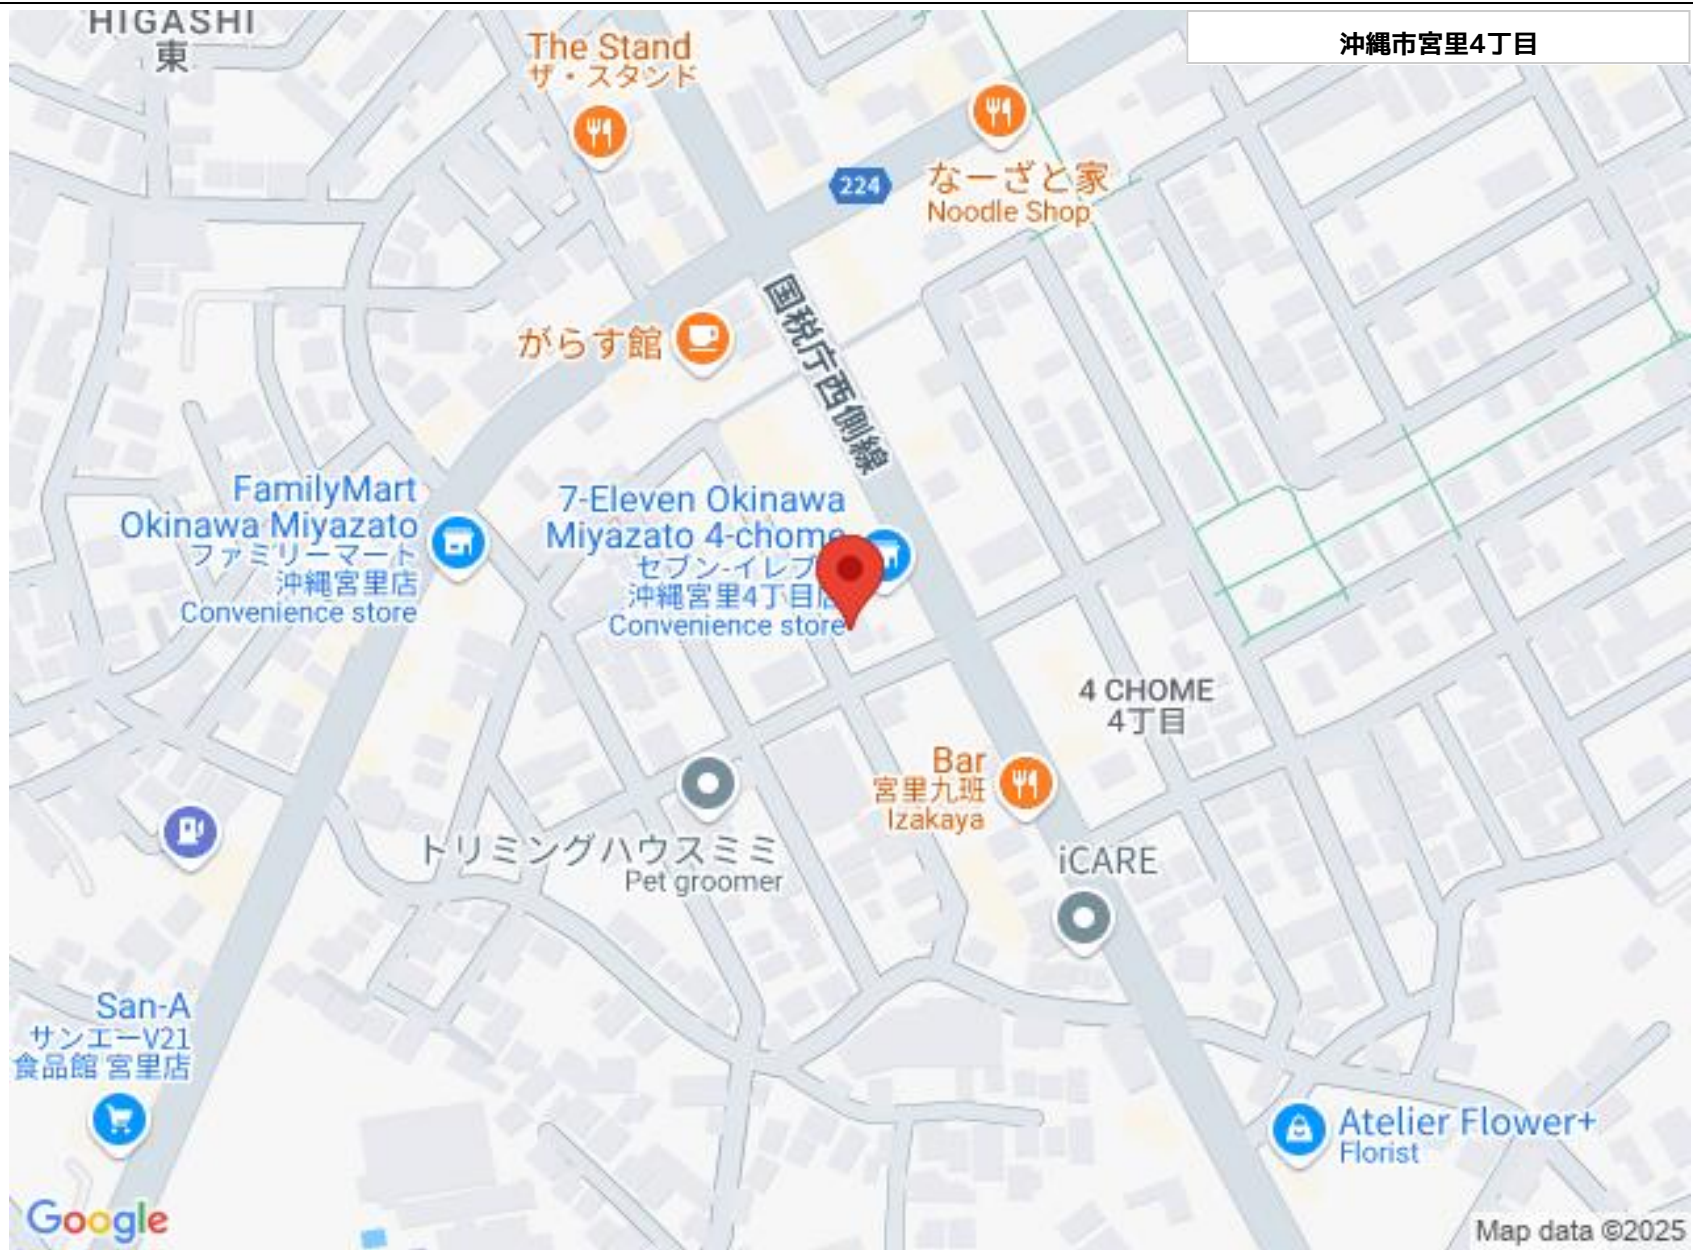 HIGASHI
東
The Stand
ザ・スタンド
沖縄市宮里4丁目
224
なーざと家
Noodle Shop
国税庁西側線
がらす館
FamilyMart
Okinawa Miyazato
ファミリーマート
沖縄宮里店
Convenience store
7-Eleven Okinawa
Miyazato 4-chome
セブン-イレブ
沖縄宮里4丁目店
Convenience store
4 CHOME
4丁目
Bar
宮里九班
Izakaya
トリミングハウスミミ
Pet groomer
iCARE
San-A
サンエーV21
食品館 宮里店
Atelier Flower+
Florist
Google
Map data ©2025